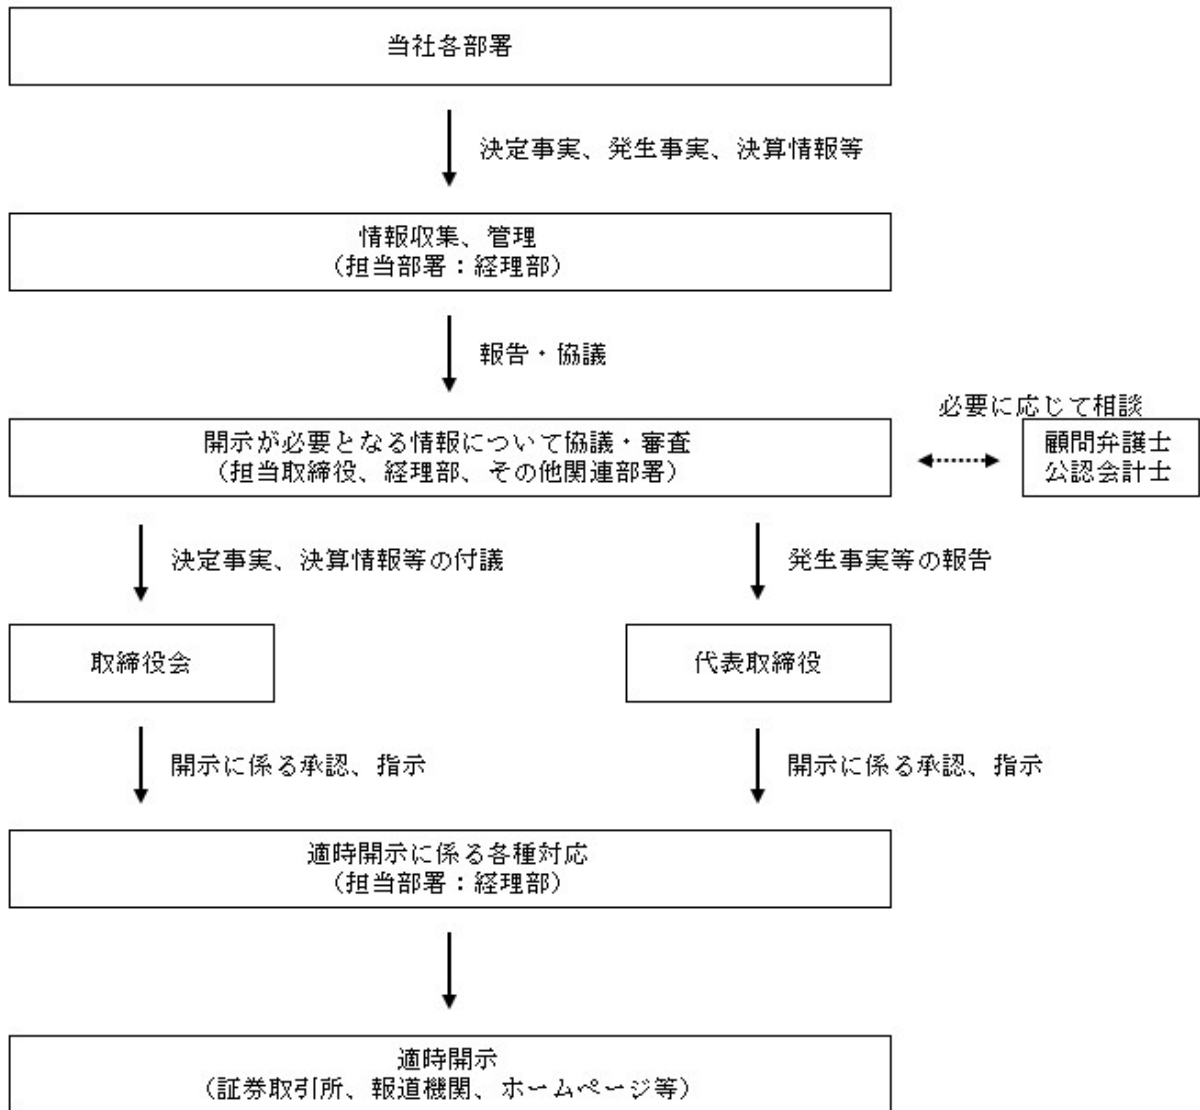 当社各部署
決定事実、発生事実、決算情報等
情報収集、管理
（担当部署：経理部）
報告・協議
開示が必要となる情報について協議・審査
（担当取締役、経理部、その他関連部署）
必要に応じて相談
顧問弁護士
公認会計士
決定事実、決算情報等の付議
発生事実等の報告
取締役会
代表取締役
開示に係る承認、指示
開示に係る承認、指示
適時開示に係る各種対応
（担当部署：経理部）
適時開示
（証券取引所、報道機関、ホームページ等）